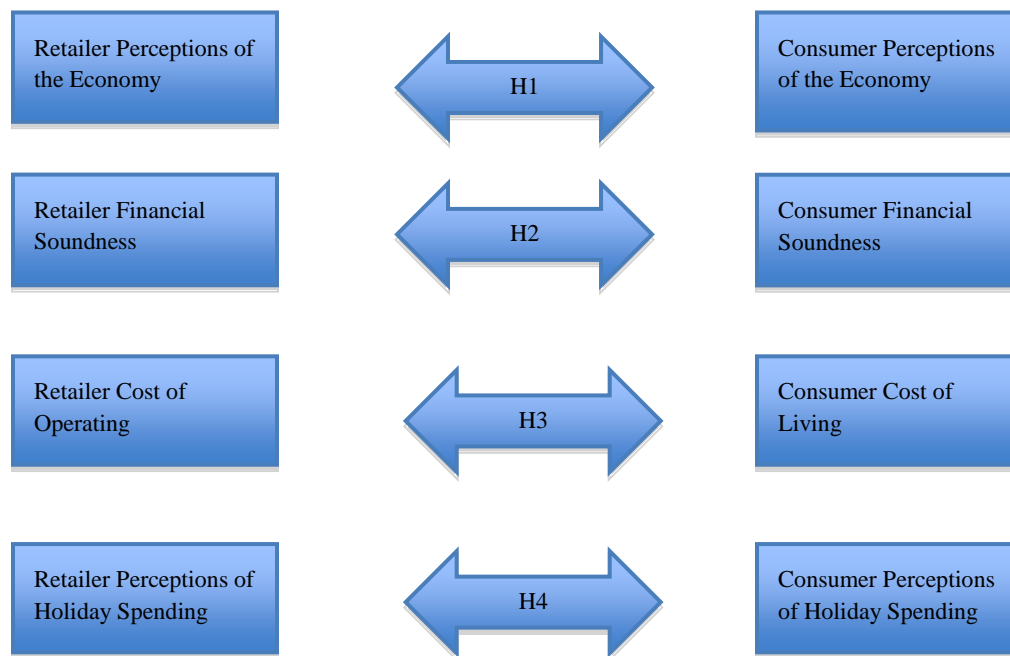 Retailer Perceptions of
the Economy
H1
Consumer Perceptions
of the Economy
Retailer Financial
Soundness
H2
Consumer Financial
Soundness
Retailer Cost of
Operating
H3
Consumer Cost of
Living
Retailer Perceptions of
Holiday Spending
H4
Consumer Perceptions
of Holiday Spending